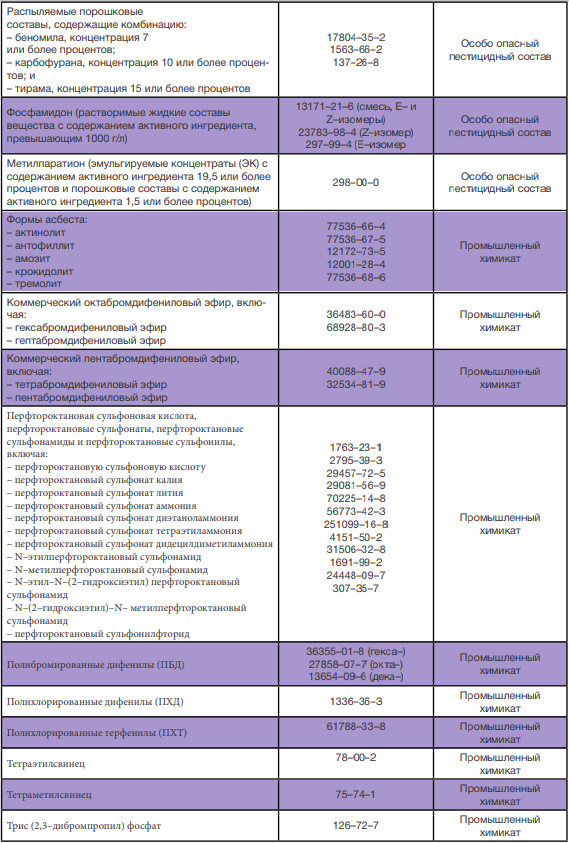 Распыляемые порошковые
составы, содержащие комбинацию:
– беномила, концентрация 7
или более процентов;
– карбофурана, концентрация 10 или более процен-
тов; и
– тирама, концентрация 15 или более процентов
17804–35–2
1563–66–2
137–26–8
Особо опасный
пестицидный состав
Фосфамидон (растворимые жидкие составы
вещества с содержанием активного ингредиента,
превышающим 1000 г/л)
13171–21–6 (смесь, E– и
Z–изомеры)
23783–98–4 (Z–изомер)
297–99–4 (E–изомер
Особо опасный
пестицидный состав
Метилпаратион (эмульгируемые концентраты (ЭК) с
содержанием активного ингредиента 19,5 или более
процентов и порошковые составы с содержанием
активного ингредиента 1,5 или более процентов)
298–00–0
Особо опасный
пестицидный состав
Формы асбеста:
– актинолит
– антофиллит
– амозит
– крокидолит
– тремолит
77536–66–4
77536–67–5
12172–73–5
12001–28–4
77536–68–6
Промышленный
химикат
Коммерческий октабромдифениловый эфир, вклю-
чая:
– гексабромдифениловый эфир
– гептабромдифениловый эфир
36483–60–0
68928–80–3
Промышленный
химикат
Коммерческий пентабромдифениловый эфир,
включая:
– тетрабромдифениловый эфир
– пентабромдифениловый эфир
40088–47–9
32534–81–9
Промышленный
химикат
Перфтороктановая сульфоновая кислота,
перфтороктановые сульфонаты, перфтороктановые
сульфонамиды и перфтороктановые сульфонилы,
включая:
– перфтороктановую сульфоновую кислоту
– перфтороктановый сульфонат калия
– перфтороктановый сульфонат лития
– перфтороктановый сульфонат аммония
– перфтороктановый сульфонат диэтаноламмония
– перфтороктановый сульфонат тетраэтиламмония
– перфтороктановый сульфонат дидецилдиметиламмония
– N–этилперфтороктановый сульфонамид
– N–метилперфтороктановый сульфонамид
– N–этил–N–(2–гидроксиэтил) перфтороктановый
сульфонамид
– N–(2–гидроксиэтил)–N– метилперфтороктановый
сульфонамид
– перфтороктановый сульфонилфторид
1763–23–1
2795–39–3
29457–72–5
29081–56–9
70225–14–8
56773–42–3
251099–16–8
4151–50–2
31506–32–8
1691–99–2
24448–09–7
307–35–7
Промышленный
химикат
Полибромированные дифенилы (ПБД)
36355–01–8 (гекса–)
27858–07–7 (окта–)
13654–09–6 (дека–)
Промышленный
химикат
Полихлорированные дифенилы (ПХД)
1336–36–3
Промышленный
химикат
Полихлорированные терфенилы (ПХТ)
61788–33–8
Промышленный
химикат
Тетраэтилсвинец
78–00–2
Промышленный
химикат
Тетраметилсвинец
75–74–1
Промышленный
химикат
Трис (2,3–дибромпропил) фосфат
126–72–7
Промышленный
химикат